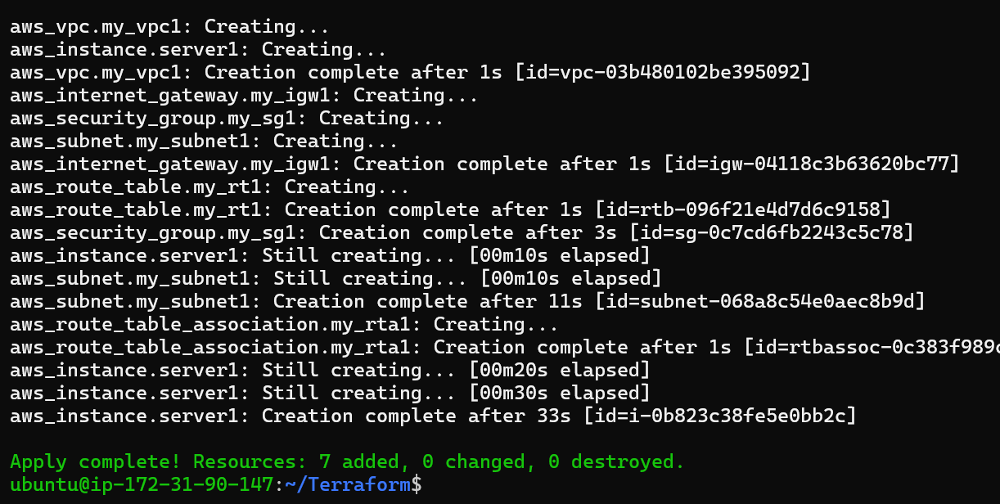 aws_vpc.my_vpc1: Creating...
aws_instance.server1: Creating...
aws_vpc.my_vpc1: Creation complete after 1s [id=vpc-03b480102be395092]
aws_internet_gateway.my_igw1: Creating...
aws_security_group.my_sg1: Creating...
aws_subnet.my_subnet1: Creating...
aws_internet_gateway.my_igw1: Creation complete after 1s [id=igw-04118c3b63620bc77]
aws_route_table.my_rt1: Creating...
aws_route_table.my_rt1: Creation complete after 1s [id=rtb-096f21e4d7d6c9158]
aws_security_group.my_sg1: Creation complete after 3s [id=sg-0c7cd6fb2243c5c78]
aws_instance.server1: Still creating... [00m10s elapsed]
aws_subnet.my_subnet1: Still creating... [00m10s elapsed]
aws_subnet.my_subnet1: Creation complete after 11s [id=subnet-068a8c54e0aec8b9d]
aws_route_table_association.my_rta1: Creating...
aws_route_table_association.my_rta1: Creation complete after 1s [id=rtbassoc-0c383f989
aws_instance.server1: Still creating... [00m20s elapsed]
aws_instance.server1: Still creating... [00m30s elapsed]
aws_instance.server1: Creation complete after 33s [id=i-0b823c38fe5e0bb2c]
Apply complete! Resources: 7 added, 0 changed, 0 destroyed.
ubuntu@ip-172-31-90-147:~/Terraform$